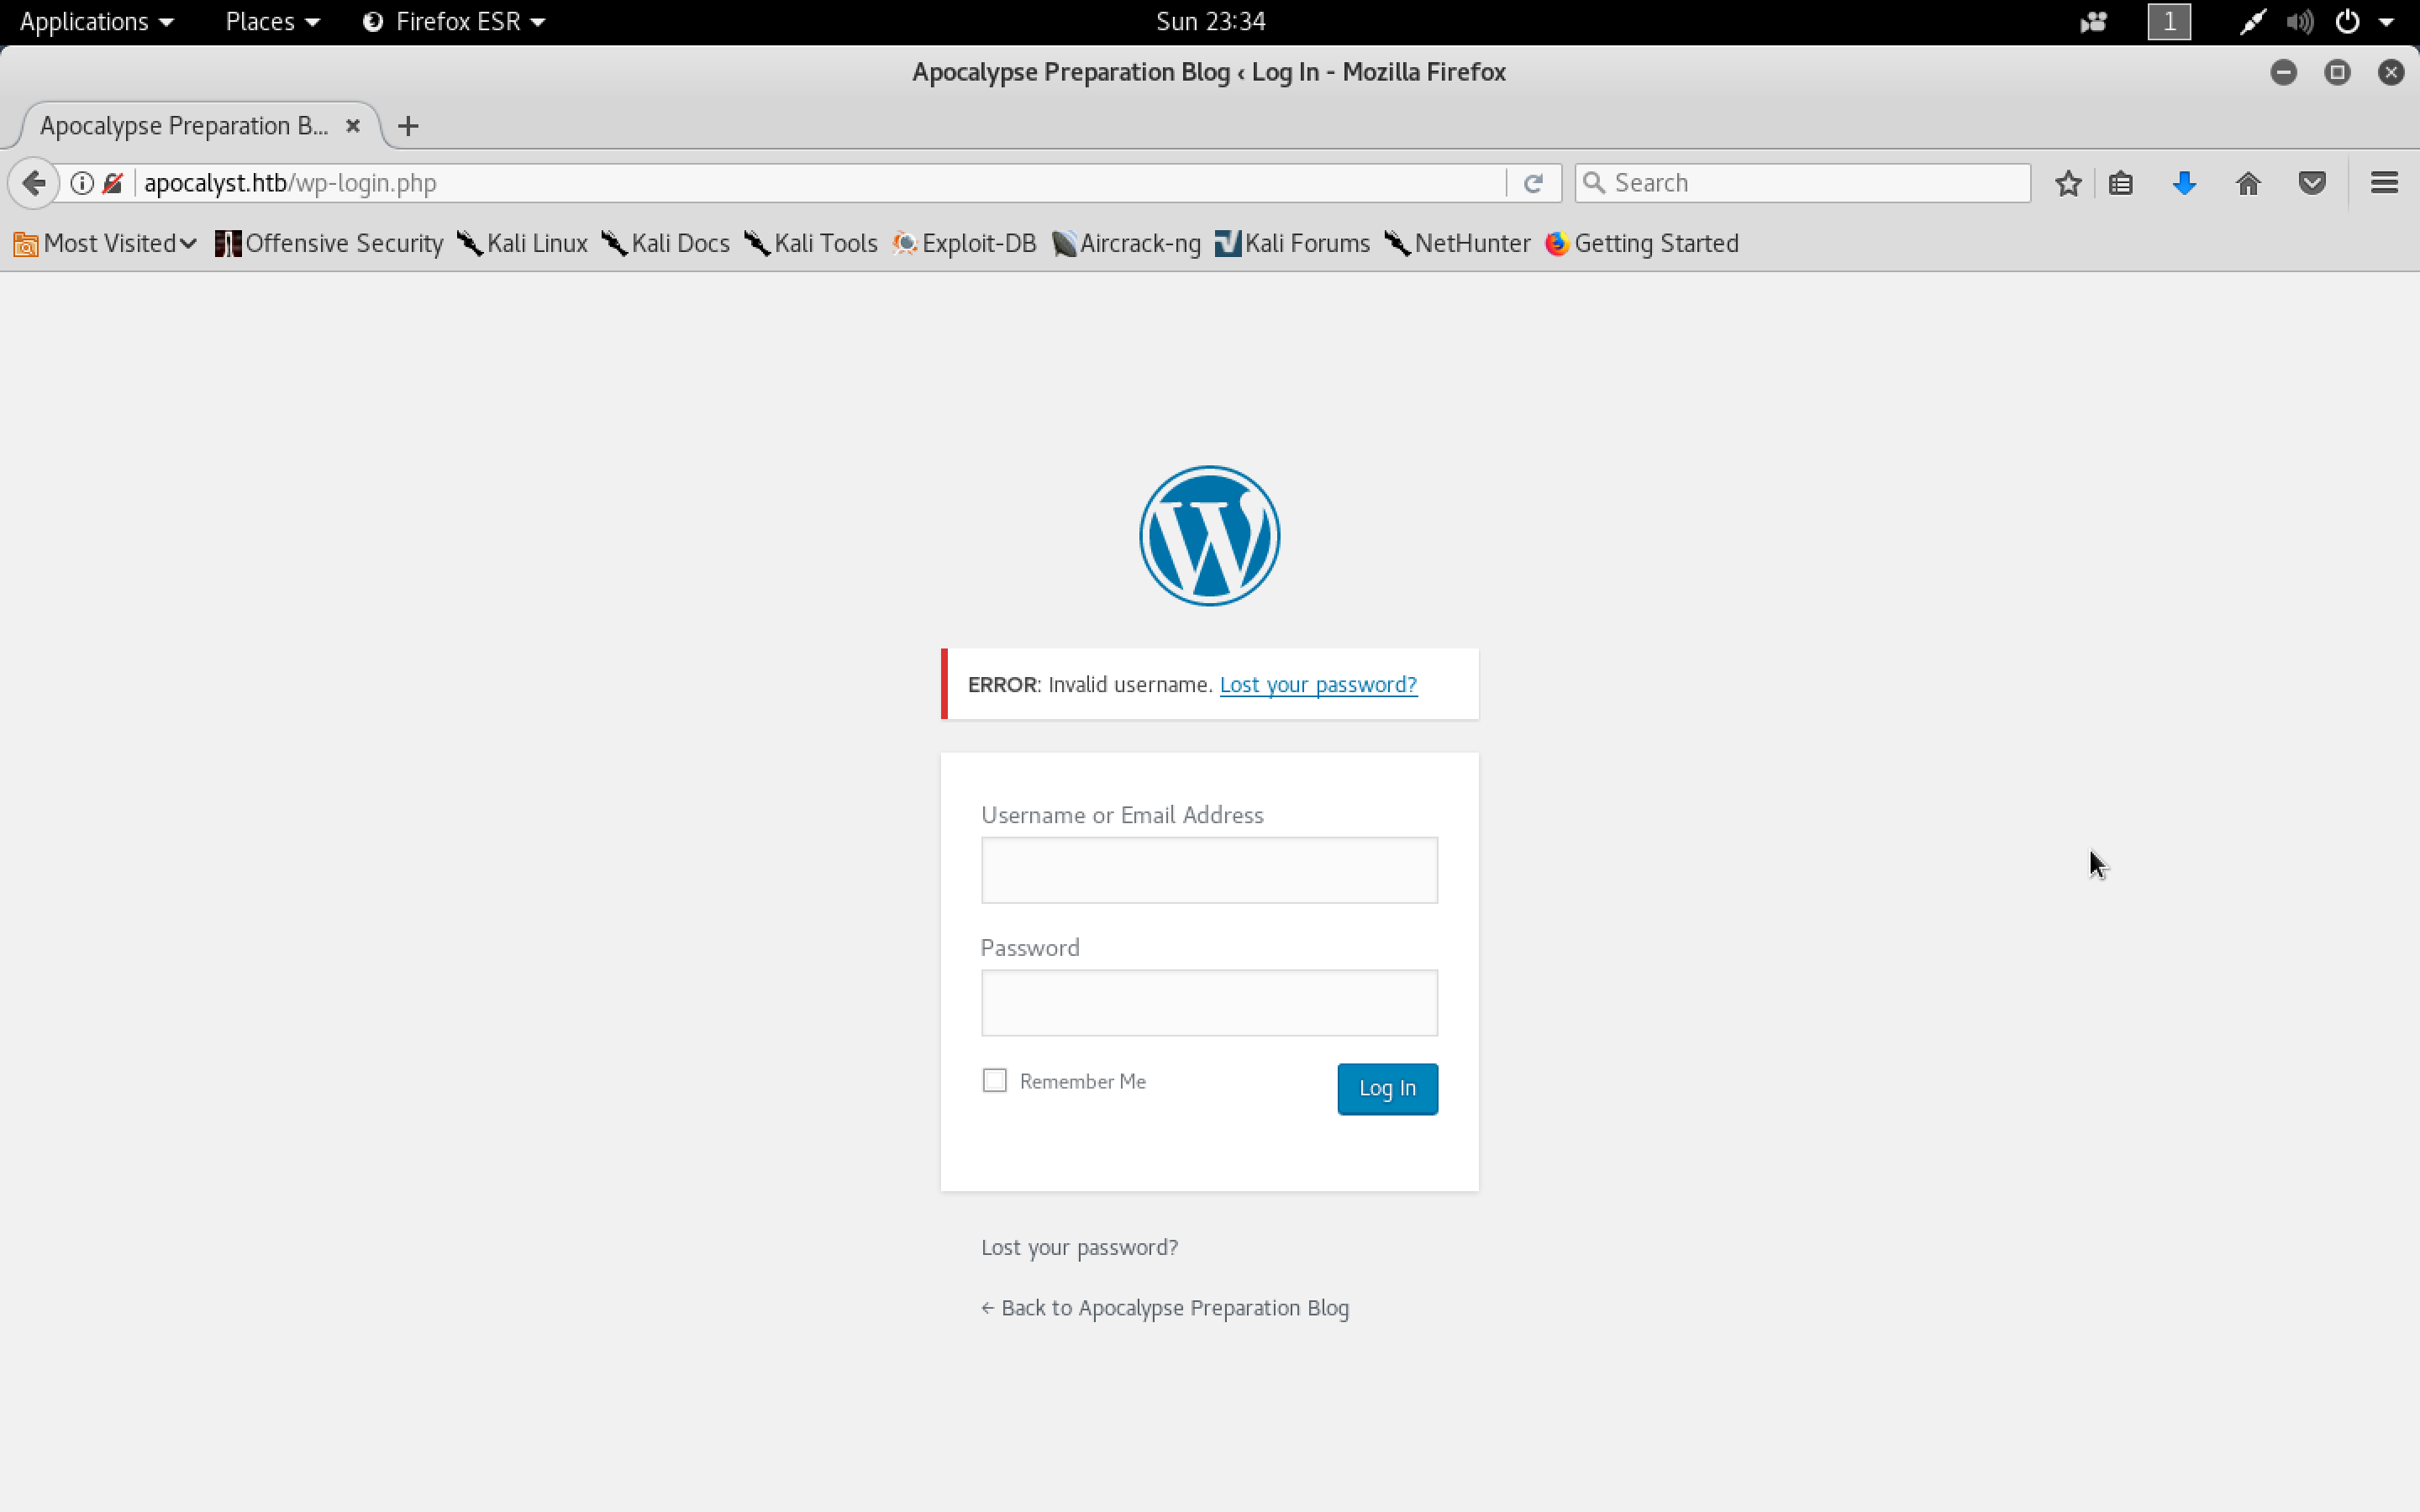 Applications Places Firefox ESR Sun 23:34 1
Apocalypse Preparation Blog ‹ Log In - Mozilla Firefox
Apocalypse Preparation B...
apocalyst.htb/wp-login.php Search
Most Visited Offensive Security Kali Linux Kali Docs Kali Tools Exploit-DB Aircrack-ng Kali Forums NetHunter Getting Started
ERROR: Invalid username. Lost your password?
Username or Email Address
Password
Remember Me Log In
Lost your password?
← Back to Apocalypse Preparation Blog